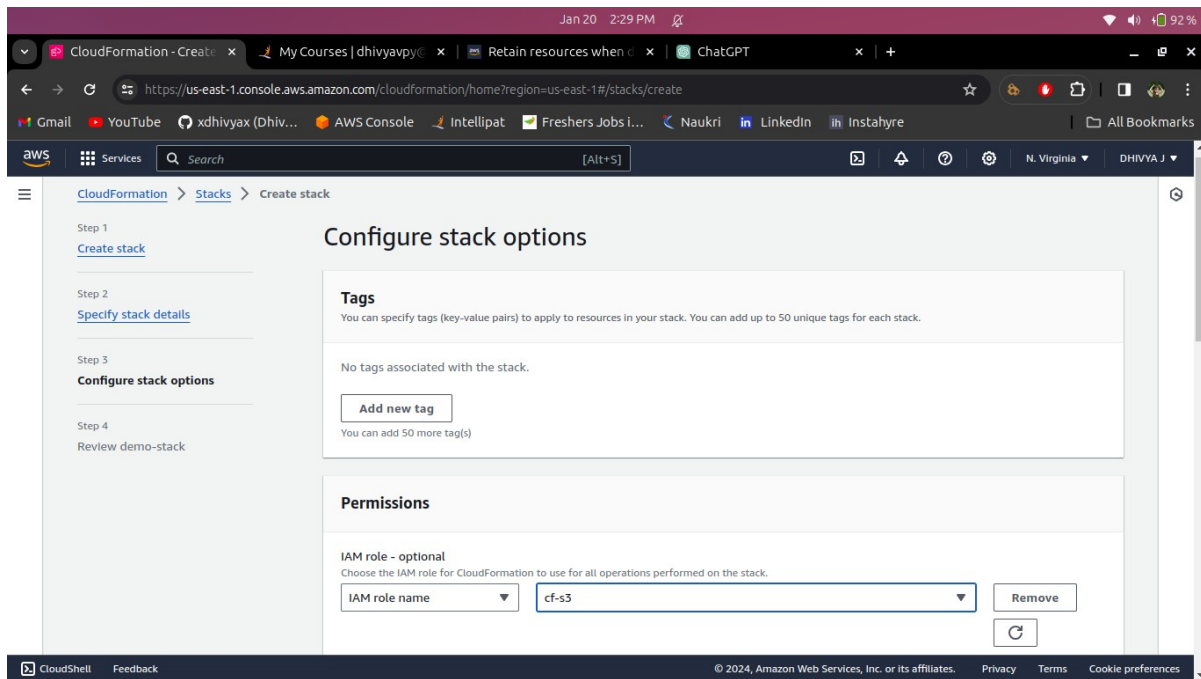 Jan 20 2:29 PM
92 %
CloudFormation - Create
My Courses | dhivyavpy@
Retain resources when d
ChatGPT
https://us-east-1.console.aws.amazon.com/cloudformation/home?region=us-east-1#/stacks/create
Gmail YouTube xdhivyax (Dhiv... AWS Console Intellipat Freshers Jobs i... Naukri LinkedIn Instahyre All Bookmarks
aws Services Search [Alt+S] N. Virginia DHIVYA J
CloudFormation > Stacks > Create stack
Step 1
Create stack
Step 2
Specify stack details
Step 3
Configure stack options
Step 4
Review demo-stack
Configure stack options
Tags
You can specify tags (key-value pairs) to apply to resources in your stack. You can add up to 50 unique tags for each stack.
No tags associated with the stack.
Add new tag
You can add 50 more tag(s)
Permissions
IAM role - optional
Choose the IAM role for CloudFormation to use for all operations performed on the stack.
IAM role name cf-s3 Remove
CloudShell Feedback © 2024, Amazon Web Services, Inc. or its affiliates. Privacy Terms Cookie preferences